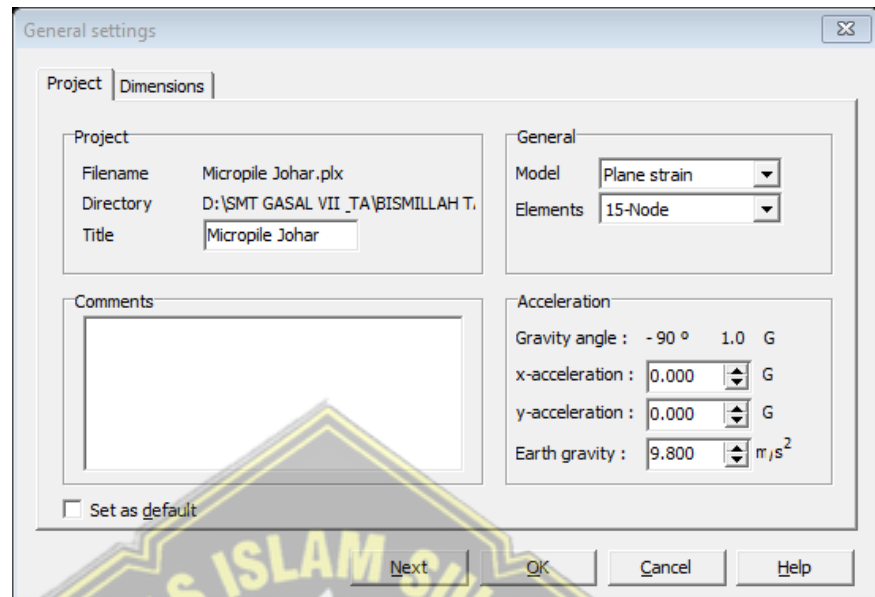 General settings
Project Dimensions
Project
Filename Micropile Johar.plx
Directory D:\SMT GASAL VII _TA\BISMILLAH T
Title Micropile Johar
General
Model Plane strain
Elements 15-Node
Comments
Acceleration
Gravity angle : - 90 º 1.0 G
x-acceleration : 0.000 G
y-acceleration : 0.000 G
Earth gravity : 9.800 m/s²
Set as default
ISLAM
Next OK Cancel Help